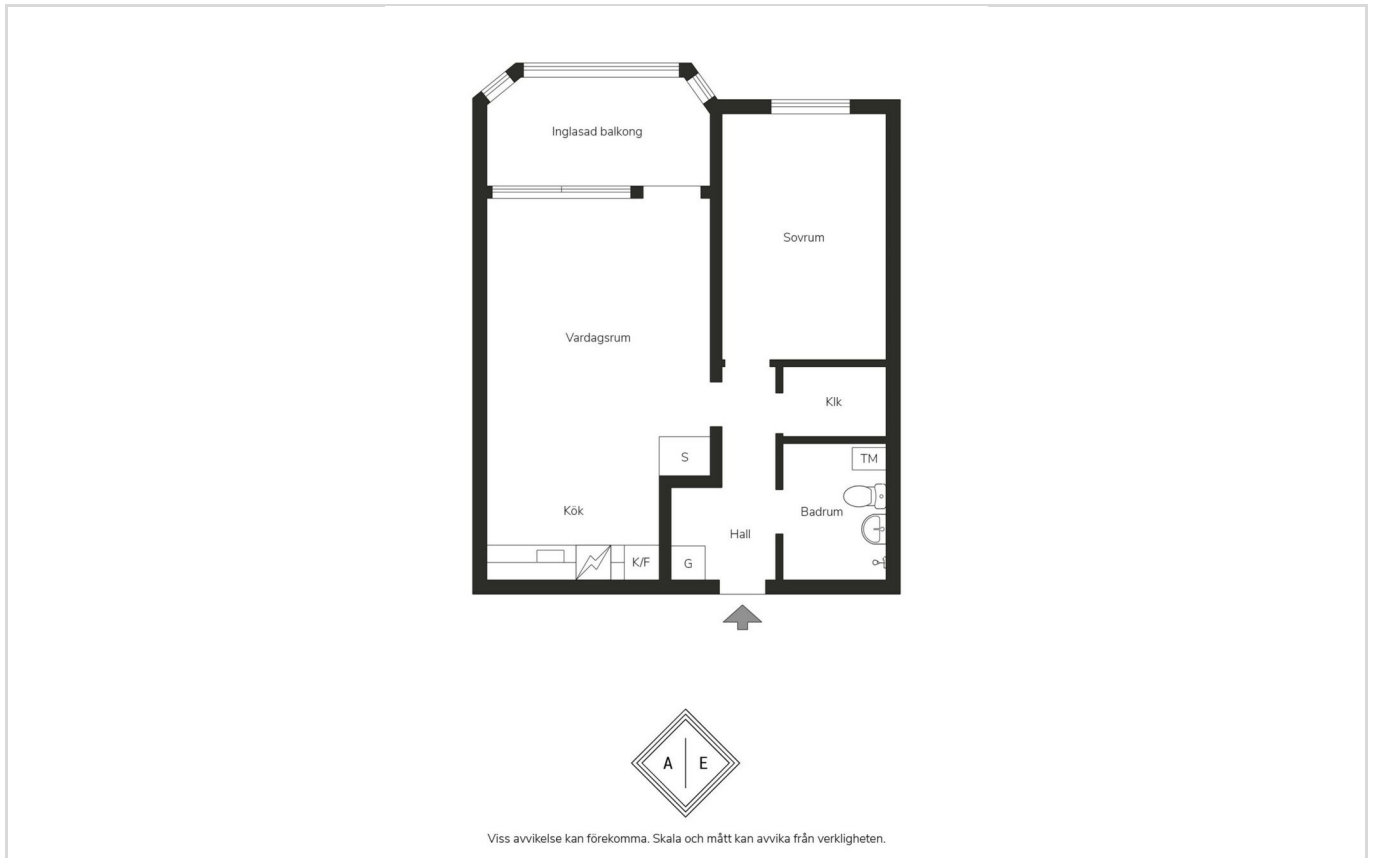 Inglasad balkong
Sovrum
Vardagsrum
Klk
S
TM
Kök
Badrum
Hall
K/F
G
A E
Viss avvikelse kan förekomma. Skala och mått kan avvika från verkligheten.